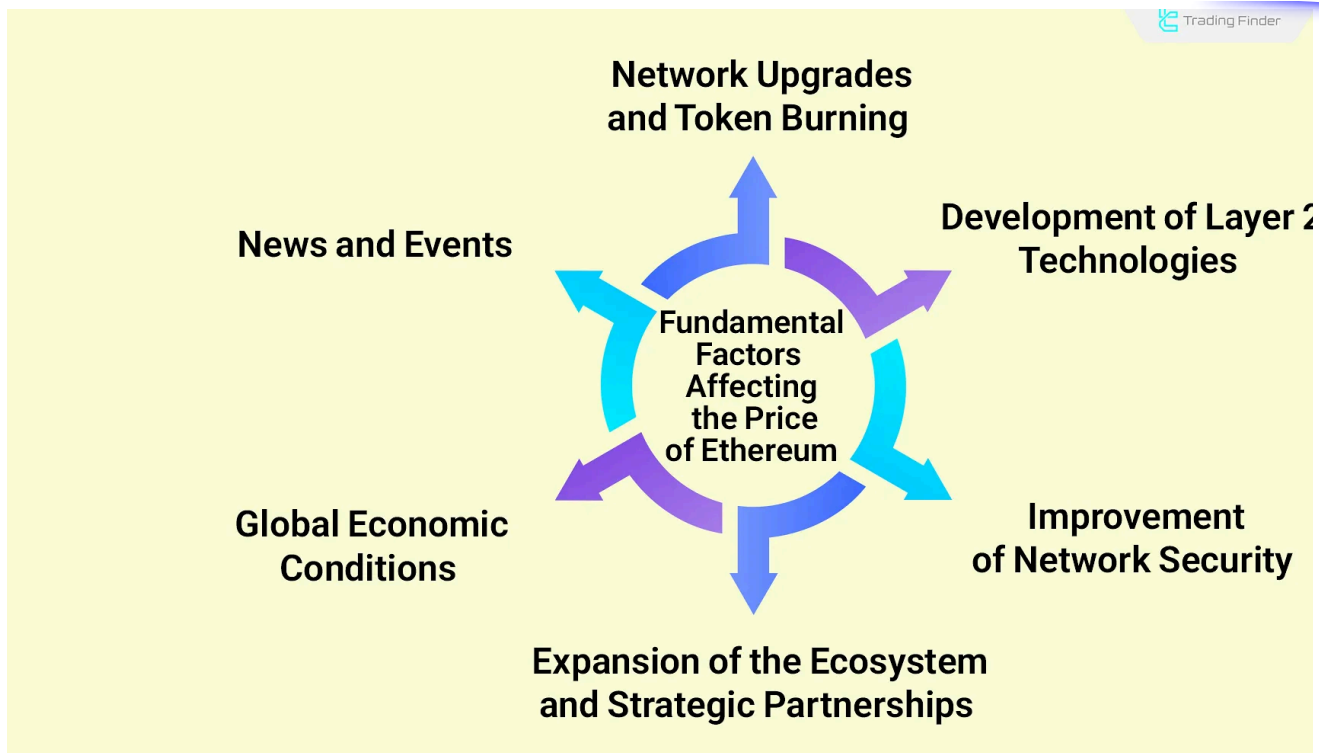 Trading Finder
Network Upgrades
and Token Burning
Development of Layer 2
Technologies
News and Events
Fundamental
Factors
Affecting
the Price
of Ethereum
Improvement
of Network Security
Global Economic
Conditions
Expansion of the Ecosystem
and Strategic Partnerships